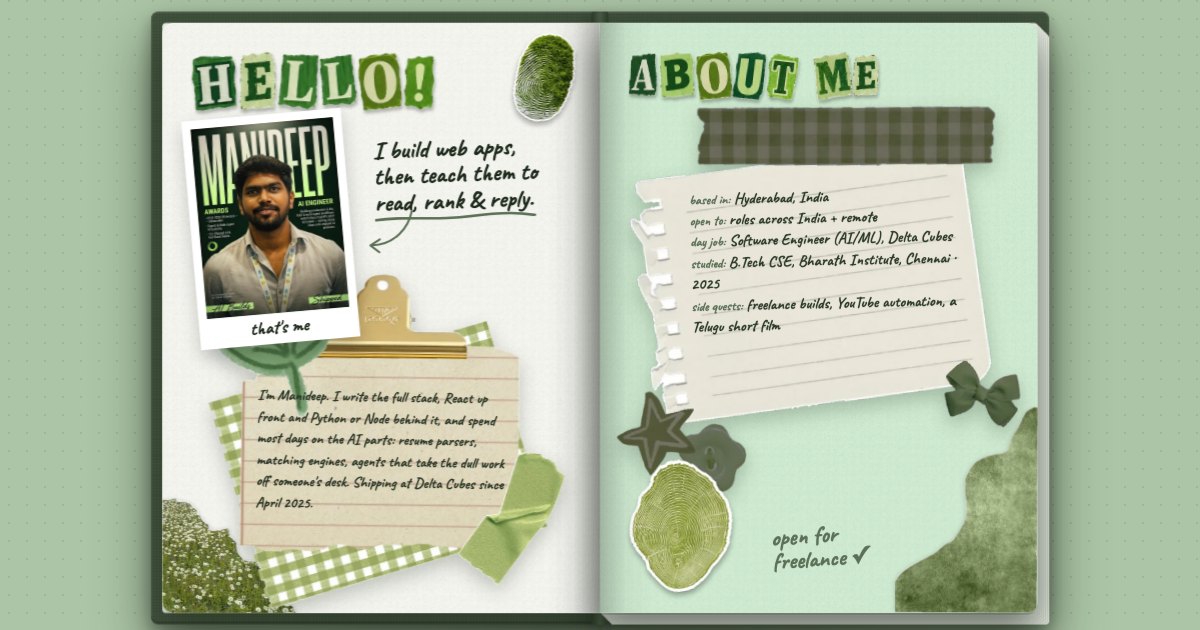 HELLO!
MANIDEEP
AWARDS
AI ENGINEER
that's me
I build web apps,
then teach them to
read, rank & reply.
I'm Manideep. I write the full stack, React up
front and Python or Node behind it, and spend
most days on the AI parts: resume parsers,
matching engines, agents that take the dull work
off someone's desk. Shipping at Delta Cubes since
April 2025.
ABOUT ME
based in: Hyderabad, India
open to: roles across India + remote
day job: Software Engineer (AI/ML), Delta Cubes
studied: B.Tech CSE, Bharath Institute, Chennai ·
2025
side quests: freelance builds, YouTube automation, a
Telugu short film
open for
freelance ✓